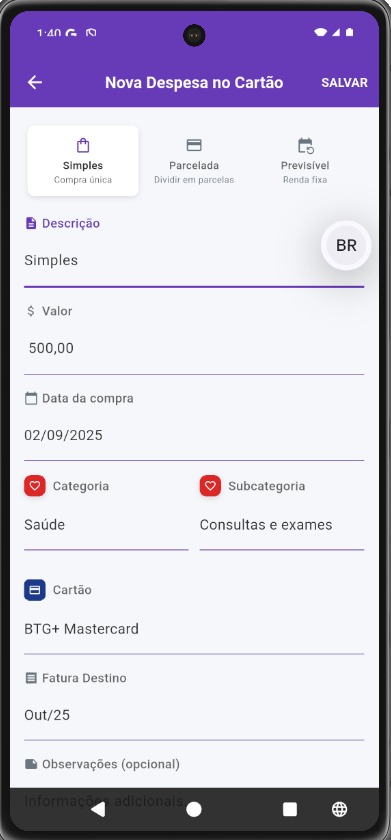 1:40
Nova Despesa no Cartão SALVAR
Simples Parcelada Previsível
Compra única Dividir em parcelas Renda fixa
Descrição
BR
Simples
$ Valor
500,00
Data da compra
02/09/2025
Categoria Subcategoria
Saúde Consultas e exames
Cartão
BTG+ Mastercard
Fatura Destino
Out/25
Observações (opcional)
Informações adicionais